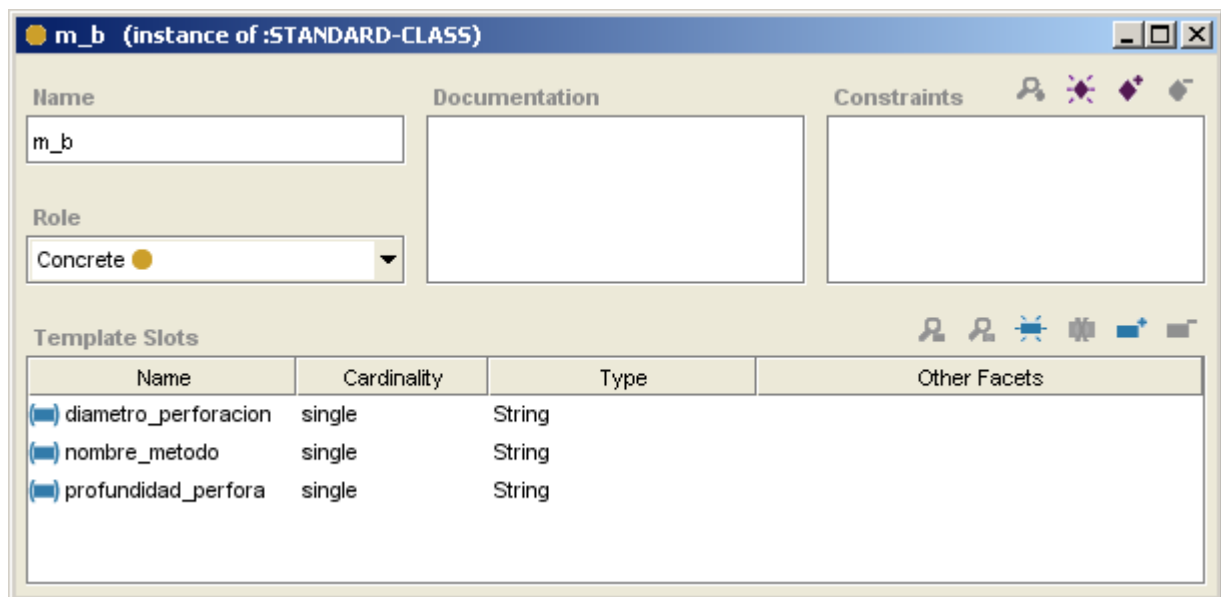 m_b (instance of :STANDARD-CLASS)
Name Documentation Constraints
m_b
Role
Concrete
Template Slots
Name Cardinality Type Other Facets
diametro_perforacion single String
nombre_metodo single String
profundidad_perfora single String